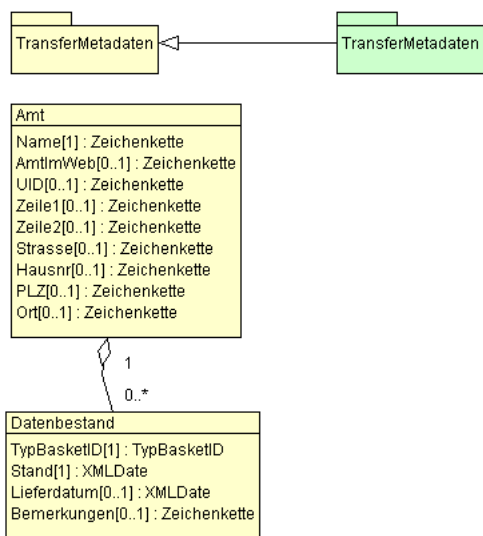 TransferMetadaten
TransferMetadaten
Amt
Name[1] : Zeichenkette
AmtImWeb[0..1] : Zeichenkette
UID[0..1] : Zeichenkette
Zeile1[0..1] : Zeichenkette
Zeile2[0..1] : Zeichenkette
Strasse[0..1] : Zeichenkette
Hausnr[0..1] : Zeichenkette
PLZ[0..1] : Zeichenkette
Ort[0..1] : Zeichenkette
1
0..*
Datenbestand
TypBasketID[1] : TypBasketID
Stand[1] : XMLDate
Lieferdatum[0..1] : XMLDate
Bemerkungen[0..1] : Zeichenkette